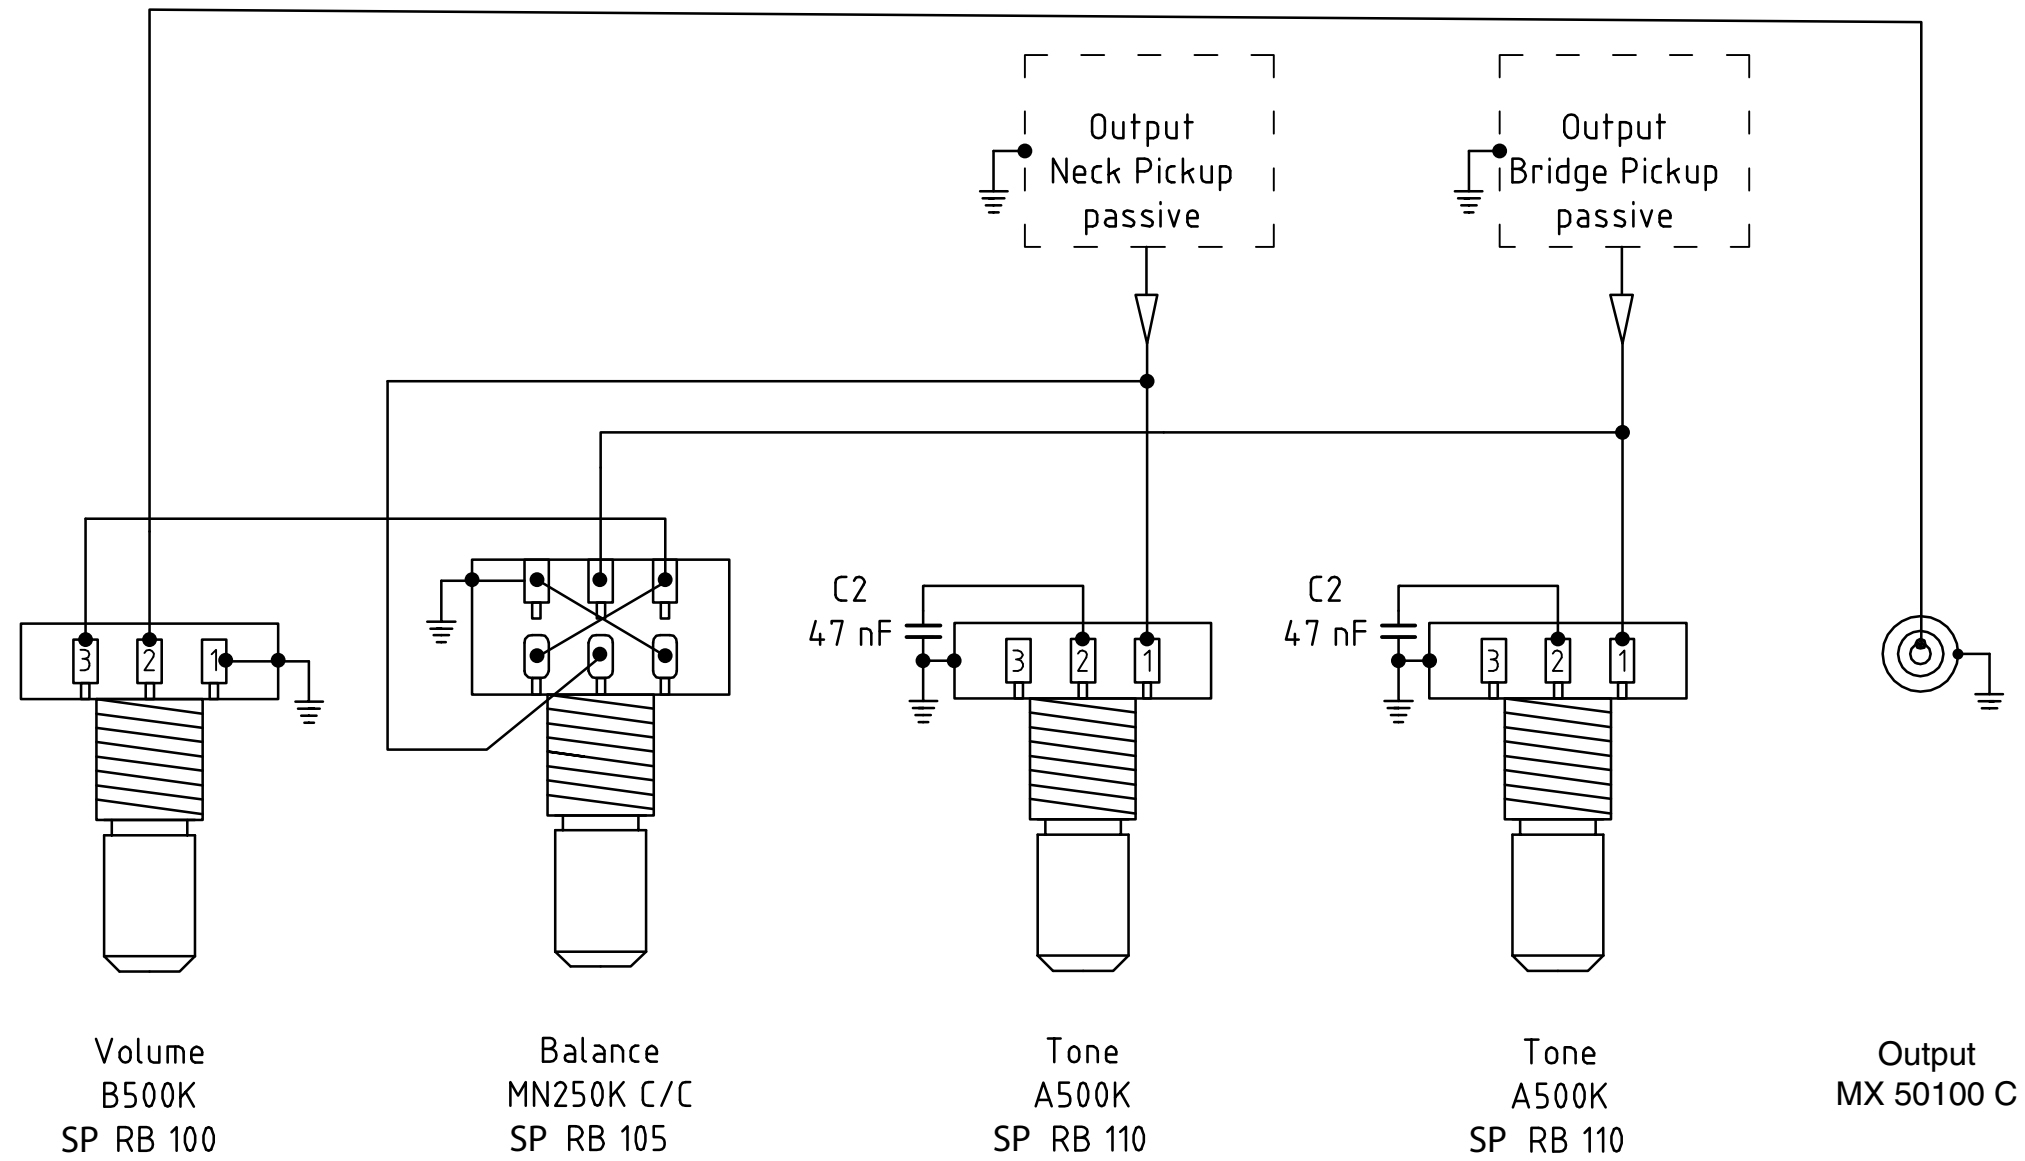 Output
Neck Pickup
passive
Output
Bridge Pickup
passive
C2
47 nF
C2
47 nF
3 2 1
3 2 1
3 2 1
Volume
B500K
SP RB 100
Balance
MN250K C/C
SP RB 105
Tone
A500K
SP RB 110
Tone
A500K
SP RB 110
Output
MX 50100 C